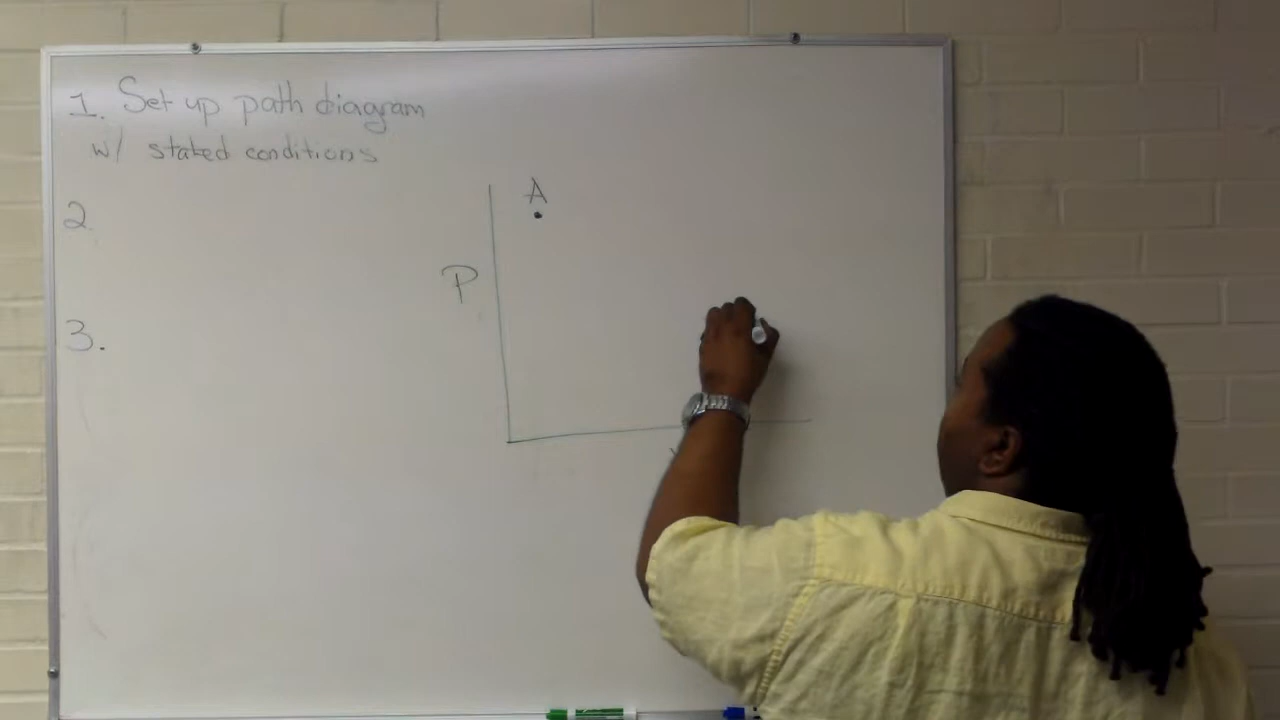 1. Set up path diagram
w/ stated conditions
2.
3.
A
P